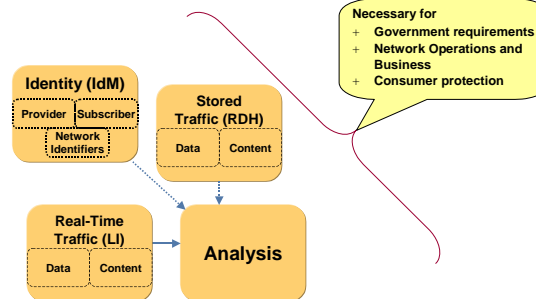 Necessary for
+ Government requirements
+ Network Operations and
Business
+ Consumer protection
Identity (IdM)
Provider
Subscriber
Network
Identifiers
Stored
Traffic (RDH)
Data
Content
Real-Time
Traffic (LI)
Data
Content
Analysis